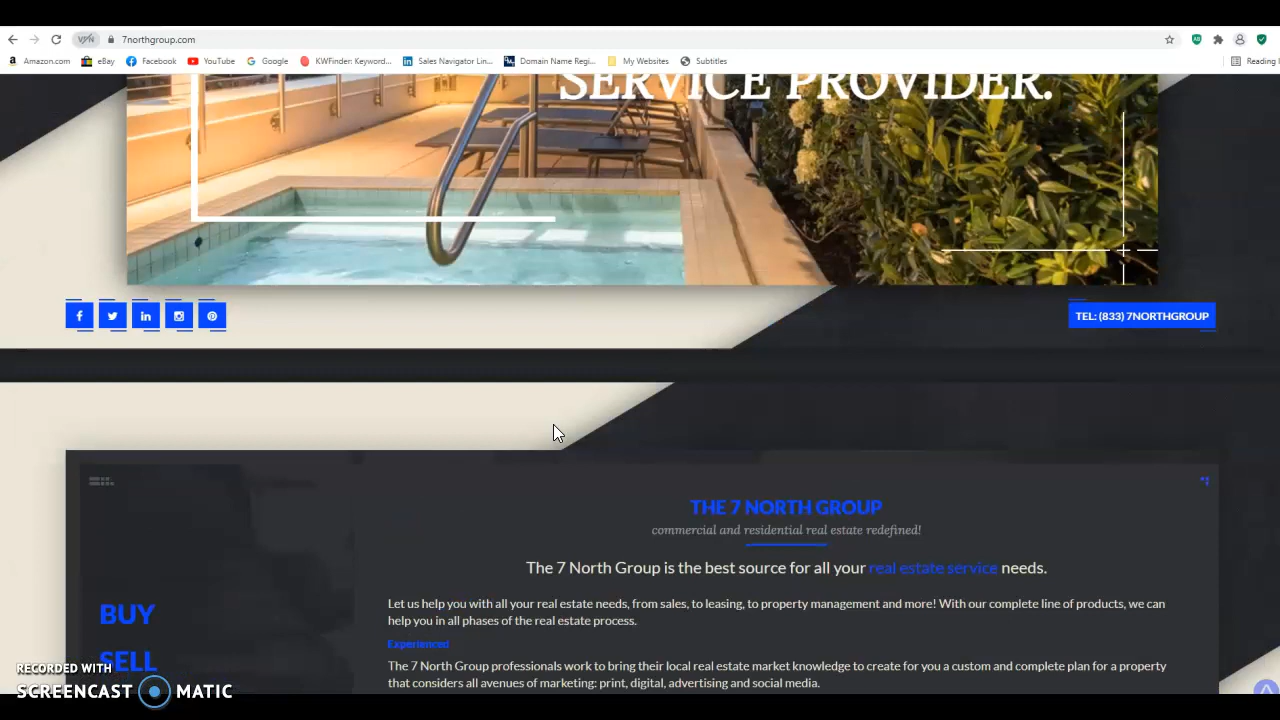 VPN
7northgroup.com
Amazon.com eBay Facebook YouTube Google KWFinder: Keyword... Sales Navigator Lin... Domain Name Regi... My Websites Subtitles Reading l
SERVICE PROVIDER.
TEL: (833) 7NORTHGROUP
THE 7 NORTH GROUP
commercial and residential real estate redefined!
The 7 North Group is the best source for all your real estate service needs.
Let us help you with all your real estate needs, from sales, to leasing, to property management and more! With our complete line of products, we can
help you in all phases of the real estate process.
Experienced
The 7 North Group professionals work to bring their local real estate market knowledge to create for you a custom and complete plan for a property
that considers all avenues of marketing: print, digital, advertising and social media.
BUY
SELL
RECORDED WITH
SCREENCAST MATIC